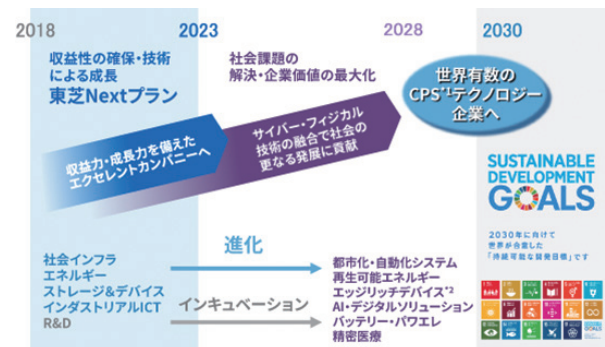 2018
2023
2028
2030
収益性の確保・技術
による成長
東芝Nextプラン
社会課題の
解決・企業価値の最大化
世界有数の
CPS*1テクノロジー
企業へ
収益力・成長力を備えた
エクセレントカンパニーへ
サイバー・フィジカル
技術の融合で社会の
更なる発展に貢献
SUSTAINABLE
DEVELOPMENT
GOALS
2030年に向けて
世界が合意した
「持続可能な開発目標」です
進化
社会インフラ
エネルギー
ストレージ&デバイス
インダストリアルICT
R&D
インキュベーション
都市化・自動化システム
再生可能エネルギー
エッジリッチデバイス*2
AI・デジタルソリューション
バッテリー・パワエレ
精密医療